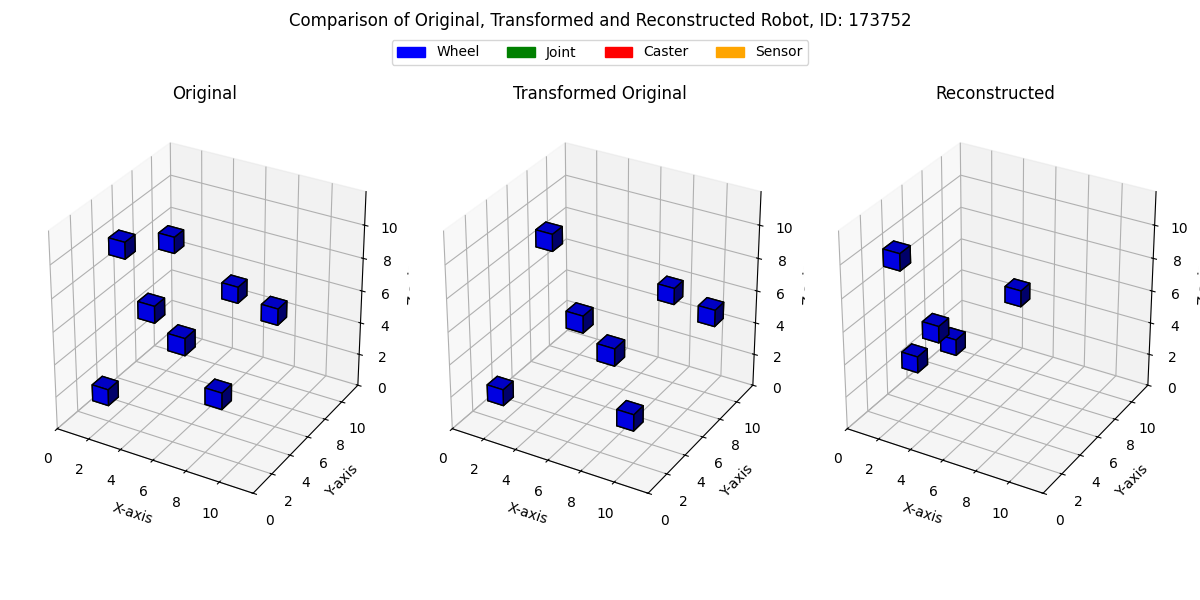 Comparison of Original, Transformed and Reconstructed Robot, ID: 173752
Wheel Joint Caster Sensor
Original Transformed Original Reconstructed
10 8 6 4 2 0
0 2 4 6 8 10
X-axis
0 2 4 6 8 10
Y-axis
10 8 6 4 2 0
0 2 4 6 8 10
X-axis
0 2 4 6 8 10
Y-axis
10 8 6 4 2 0
0 2 4 6 8 10
X-axis
0 2 4 6 8 10
Y-axis